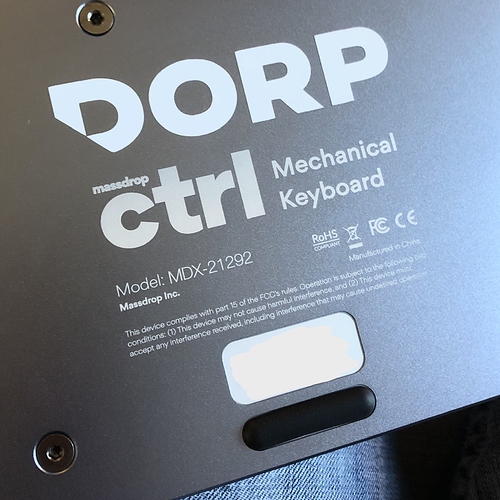 DORP
massdrop
ctrl
Mechanical
Keyboard
RoHS
COMPLIANT
FC CE
Manufactured in China
Model: MDX-21292
Massdrop Inc.
This device complies with part 15 of the FCC's rules. Operation is subject to the following two
conditions: (1) This device may not cause harmful interference, and (2) This device must
accept any interference received, including interference that may cause undesired operation.